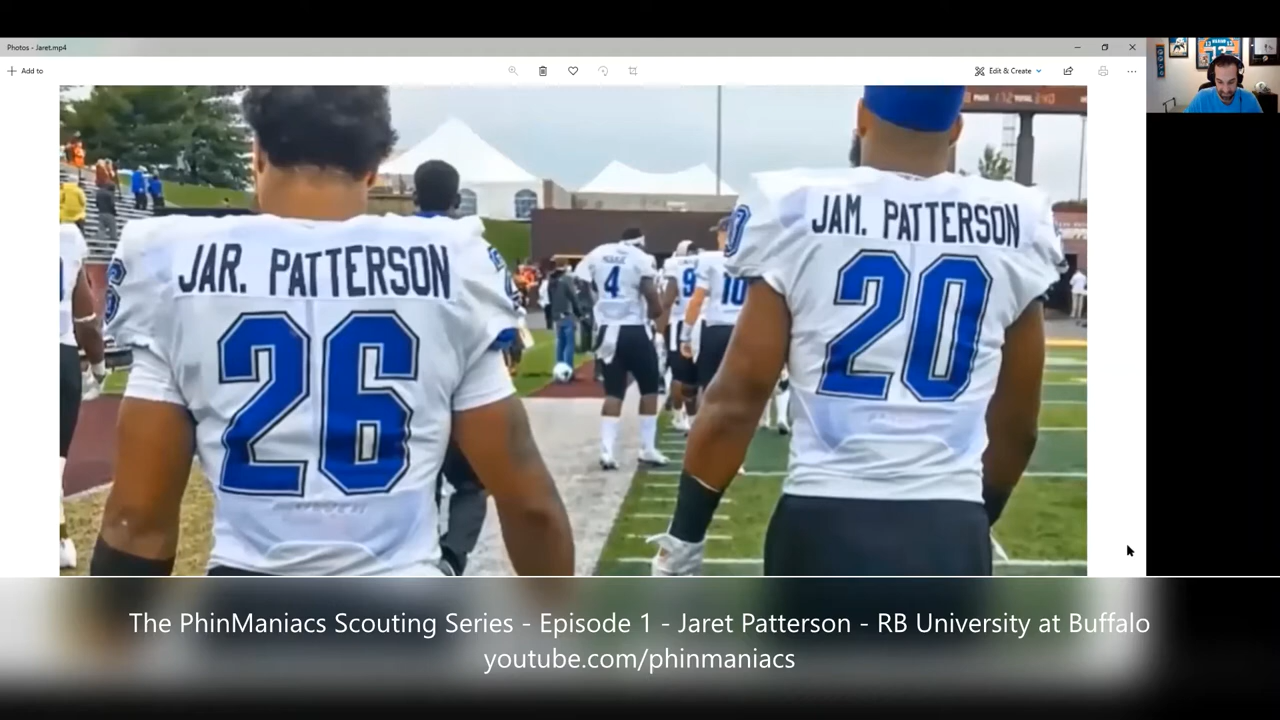 Photos - Jaret.mp4
Add to
Edit & Create
JAR. PATTERSON
26
JAM. PATTERSON
20
4
9
10
The PhinManiacs Scouting Series - Episode 1 - Jaret Patterson - RB University at Buffalo
youtube.com/phinmaniacs